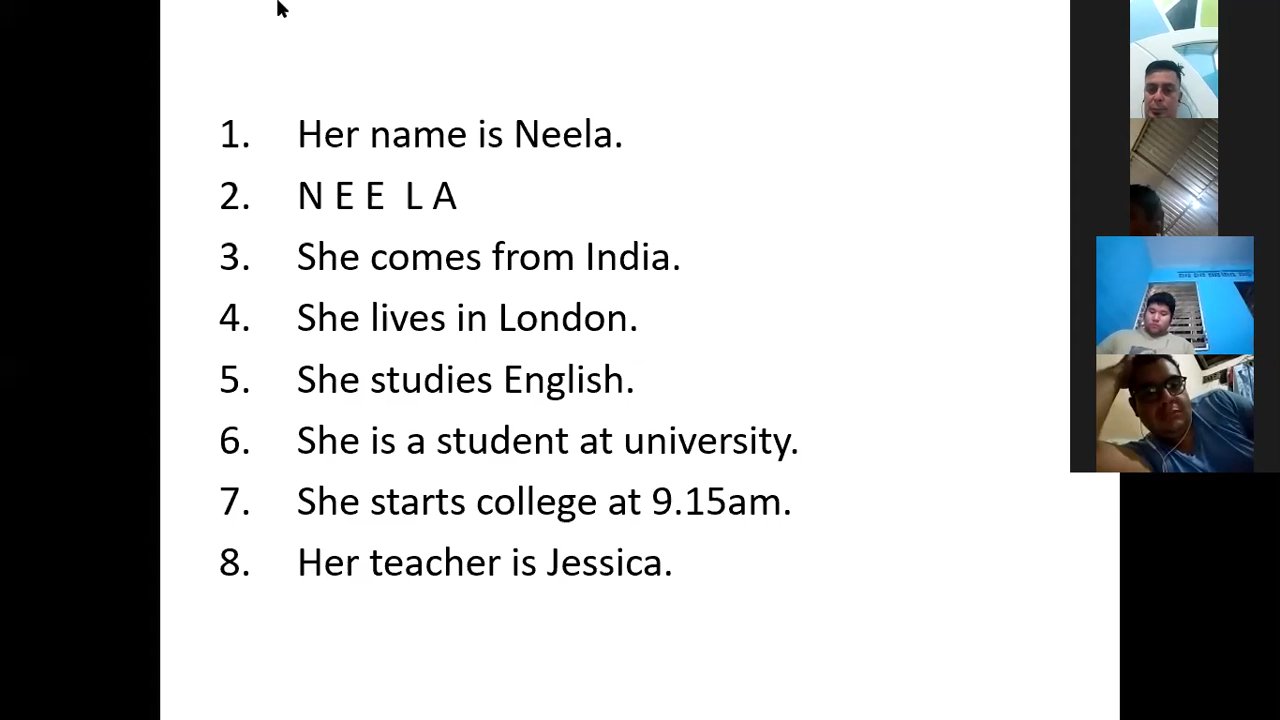 1. Her name is Neela.
2. N E E  L A
3. She comes from India.
4. She lives in London.
5. She studies English.
6. She is a student at university.
7. She starts college at 9.15am.
8. Her teacher is Jessica.